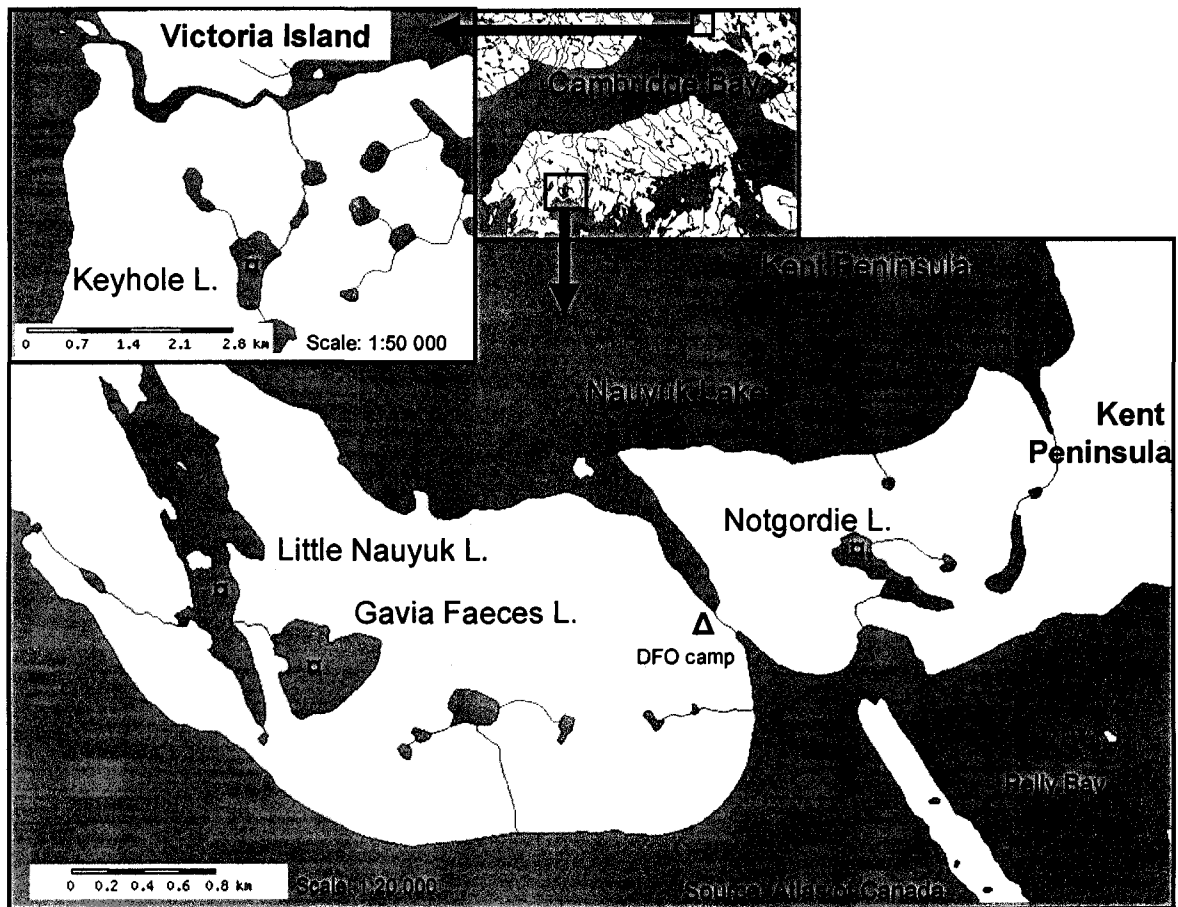 Victoria Island
Cambridge Bay
Keyhole L.
0 0.7 1.4 2.1 2.8 km
Scale: 1:50 000
Kent Peninsula
Nauyuk Lake
Kent
Peninsula
Notgordie L.
Little Nauyuk L.
Gavia Faeces L.
Δ
DFO camp
Pelly Bay
0 0.2 0.4 0.6 0.8 km
Scale: 1:20 000
Source: Atlas of Canada